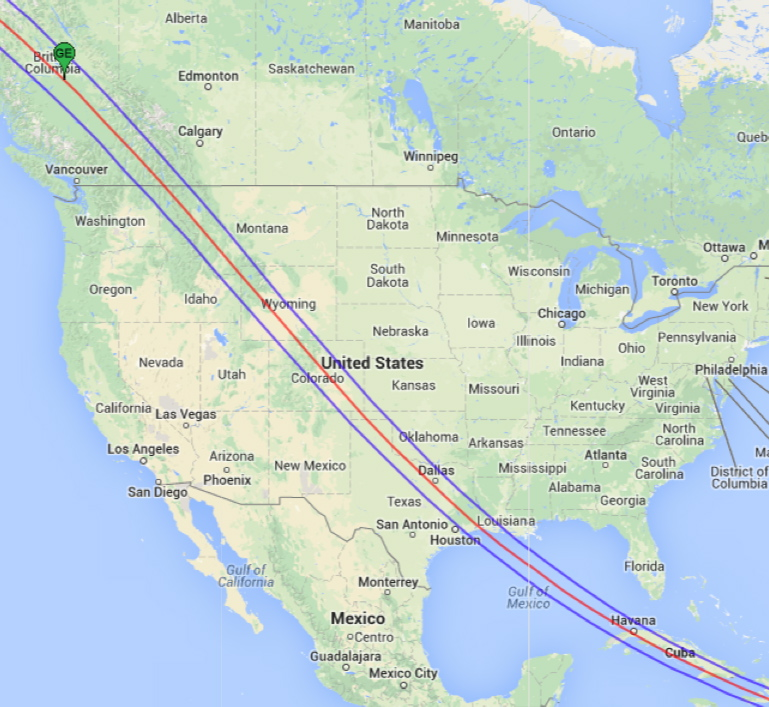 Alberta
Manitoba
GE
British
Columbia
Edmonton
Saskatchewan
Calgary
Ontario
Queb
Winnipeg
Vancouver
Washington
Montana
North
Dakota
Minnesota
Ottawa
M
Wisconsin
South
Dakota
Michigan
Toronto
Oregon
Idaho
Wyoming
New York
Chicago
Nebraska
Iowa
Illinois
Ohio
Pennsylvania
Nevada
Utah
United States
Colorado
Indiana
Philadelphia
Kansas
Missouri
West
Virginia
California
Las Vegas
Kentucky
Virginia
Oklahoma
Arkansas
Tennessee
North
Carolina
Los Angeles
Arizona
Phoenix
New Mexico
Dallas
Mississippi
Atlanta
South
Carolina
Ma
District of
Columbia
San Diego
Alabama
Georgia
Texas
San Antonio
Houston
Louisiana
Gulf of
California
Florida
Monterrey
Gulf of
Mexico
Mexico
Havana
Centro
Cuba
Guadalajara
Mexico City